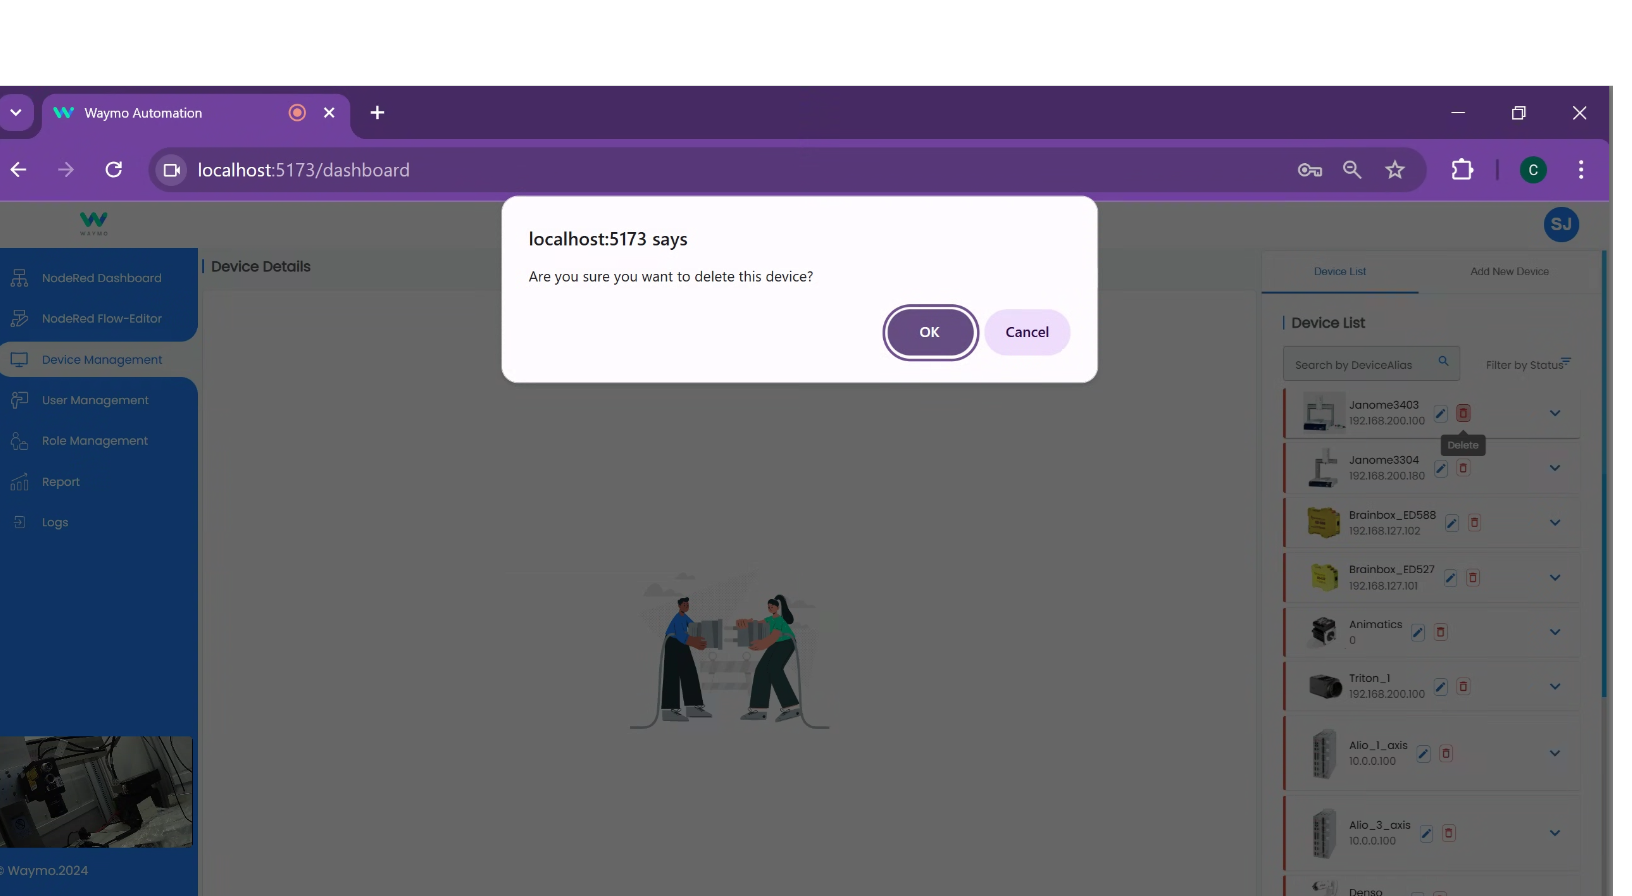 Waymo Automation
localhost:5173/dashboard
C
WAYMO
SJ
localhost:5173 says
Are you sure you want to delete this device?
OK
Cancel
NodeRed Dashboard
NodeRed Flow-Editor
Device Management
User Management
Role Management
Report
Logs
© Waymo.2024
Device Details
Device List
Add New Device
Device List
Search by DeviceAlias
Filter by Status
Janome3403
192.168.200.100
Delete
Janome3304
192.168.200.180
Brainbox_ED588
192.168.127.102
Brainbox_ED527
192.168.127.101
Animatics
0
Triton_1
192.168.200.100
Alio_1_axis
10.0.0.100
Alio_3_axis
10.0.0.100
Denso